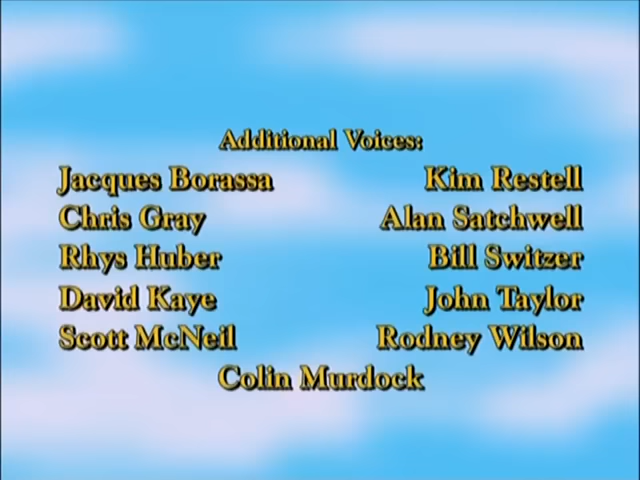 Additional Voices:
Jacques Borassa Kim Restell
Chris Gray Alan Satchwell
Rhys Huber Bill Switzer
David Kaye John Taylor
Scott McNeil Rodney Wilson
Colin Murdock